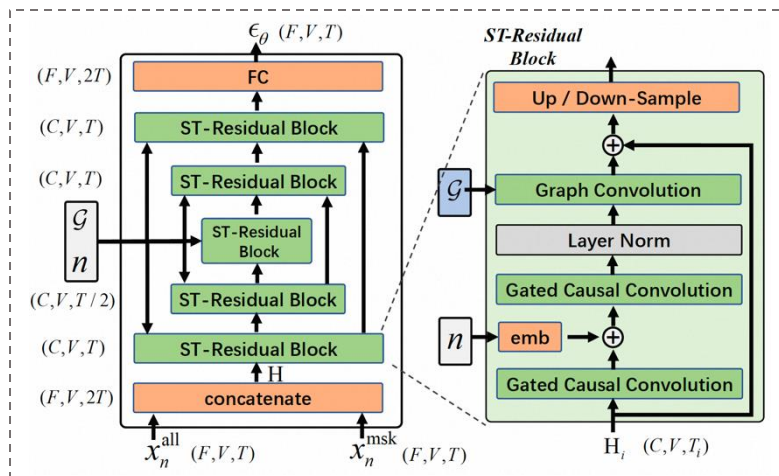 ϵ_θ (F,V,T)
(F,V,2T)
FC
(C,V,T)
ST-Residual Block
(C,V,T)
ST-Residual Block
𝒢
n
ST-Residual
Block
(C,V,T/2)
ST-Residual Block
(C,V,T)
ST-Residual Block
H
(F,V,2T)
concatenate
x_n^all (F,V,T)
x_n^msk (F,V,T)
ST-Residual
Block
Up / Down-Sample
+
𝒢
Graph Convolution
Layer Norm
Gated Causal Convolution
n
emb
+
Gated Causal Convolution
H_i (C,V,T_i)